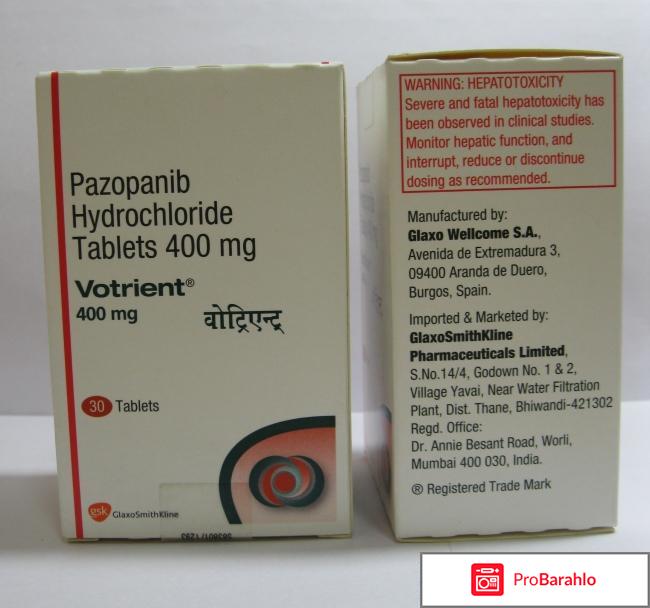 Pazopanib
Hydrochloride
Tablets 400 mg
Votrient®
400 mg
वोट्रिएन्ट्
30 Tablets
gsk GlaxoSmithKline
WARNING: HEPATOTOXICITY
Severe and fatal hepatotoxicity has
been observed in clinical studies.
Monitor hepatic function, and
interrupt, reduce or discontinue
dosing as recommended.
Manufactured by:
Glaxo Wellcome S.A.,
Avenida de Extremadura 3,
09400 Aranda de Duero,
Burgos, Spain.
Imported & Marketed by:
GlaxoSmithKline
Pharmaceuticals Limited,
S.No.14/4, Godown No. 1 & 2,
Village Yavai, Near Water Filtration
Plant, Dist. Thane, Bhiwandi-421302
Regd. Office:
Dr. Annie Besant Road, Worli,
Mumbai 400 030, India.
® Registered Trade Mark
ProBarahlo